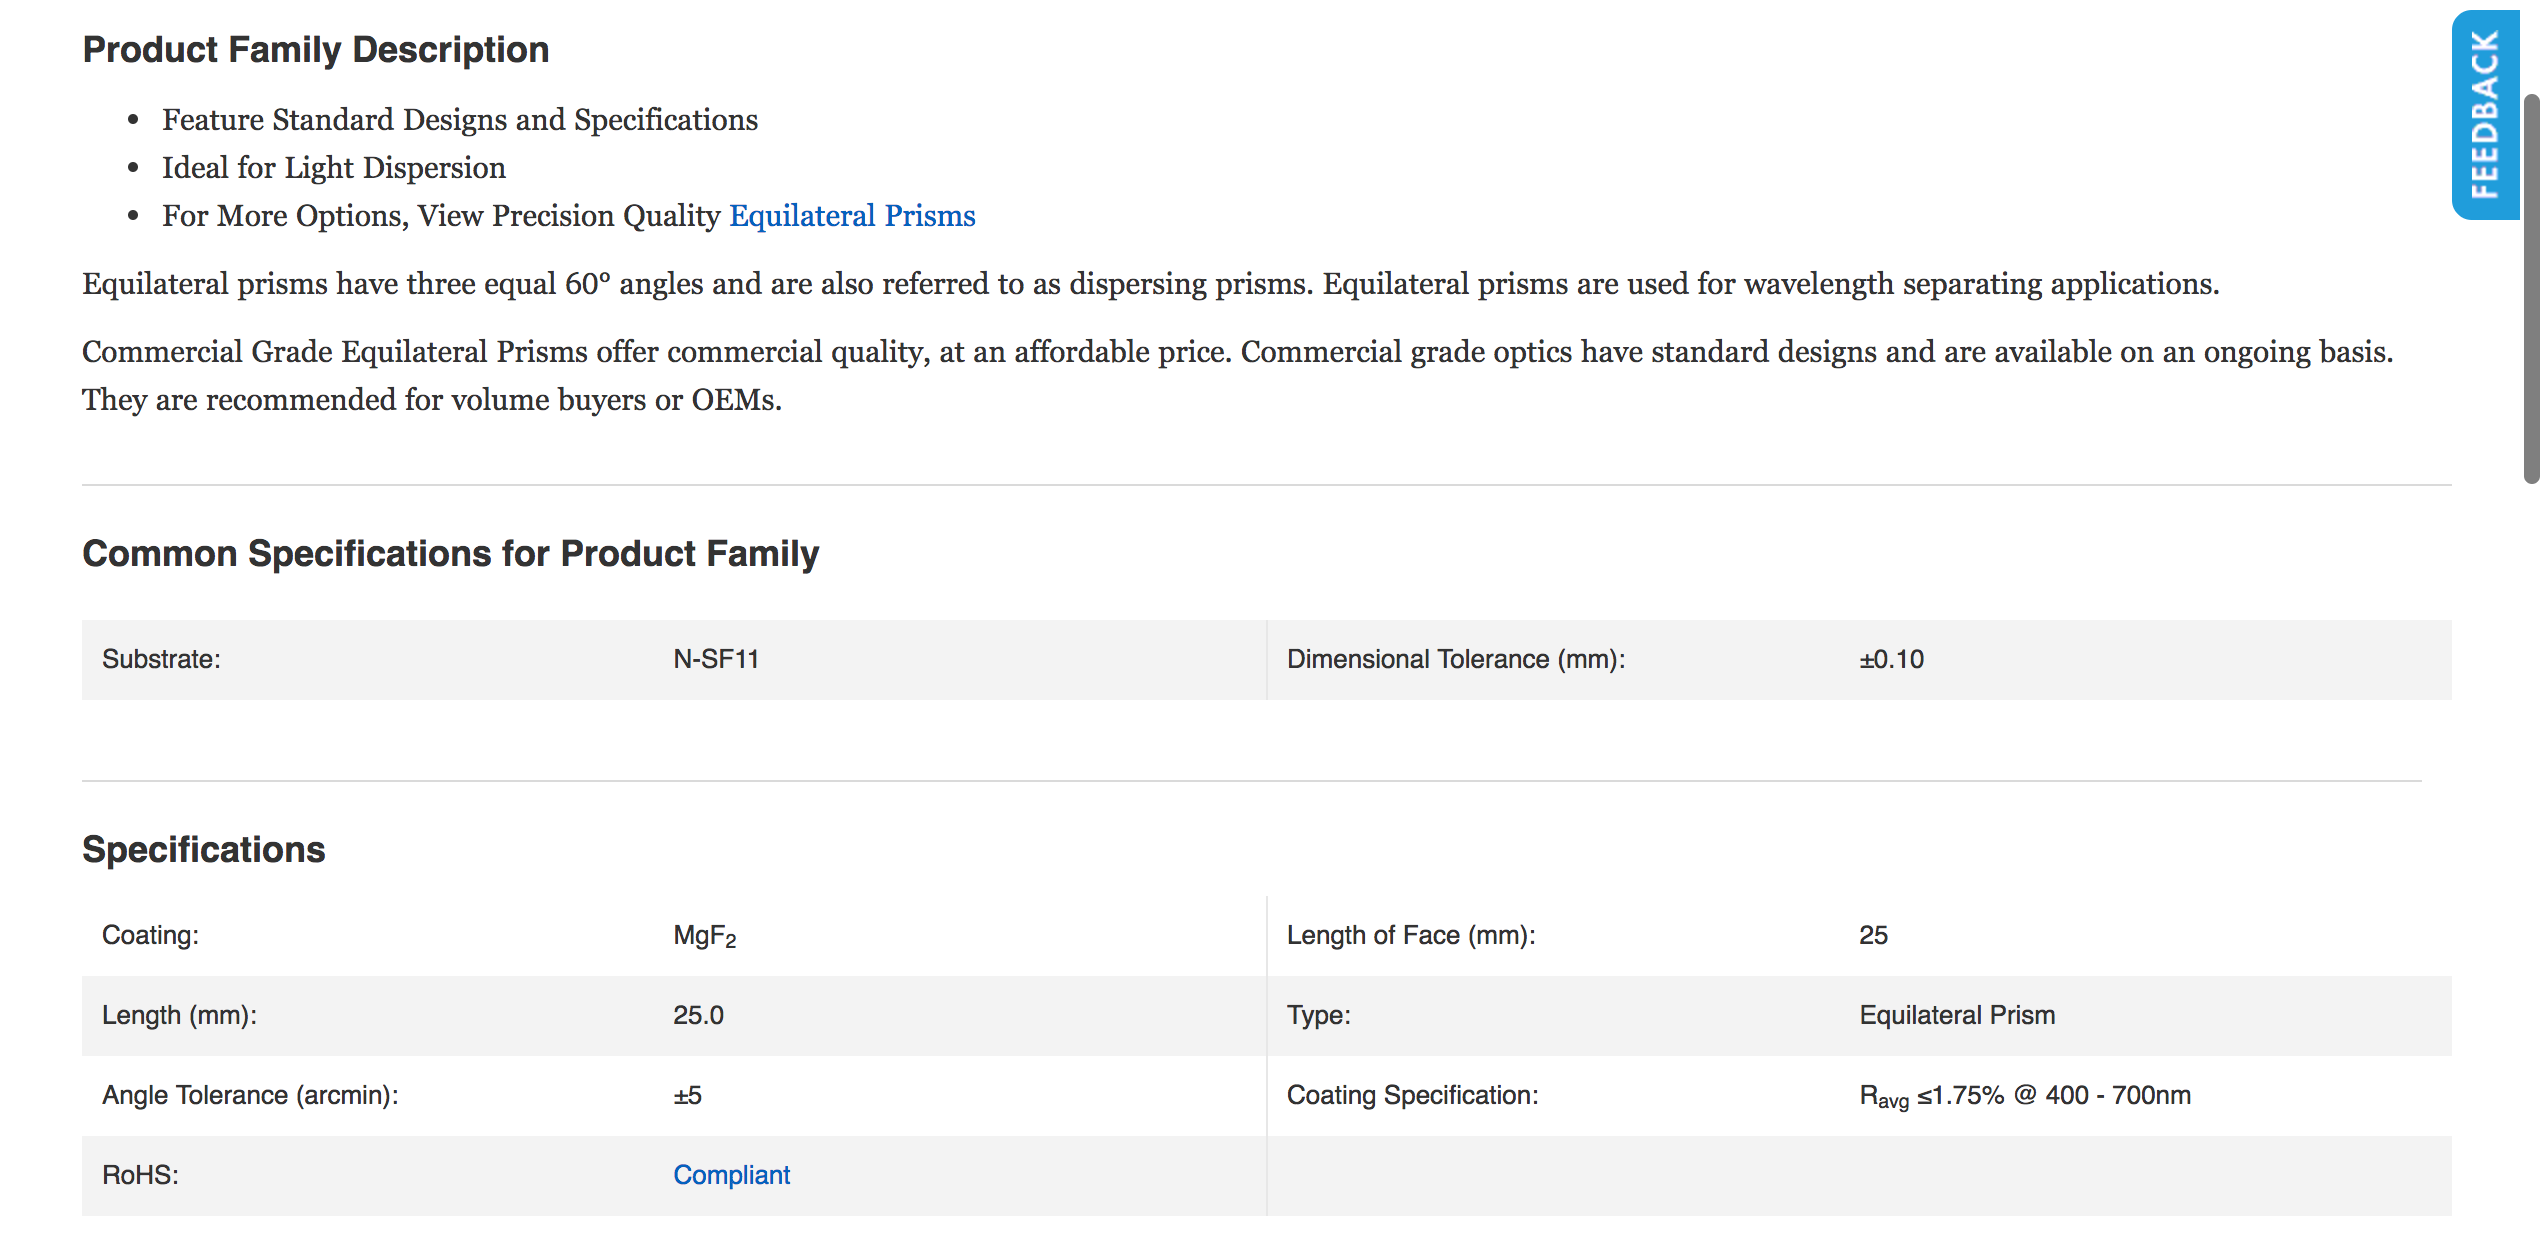 Product Family Description
FEEDBACK
• Feature Standard Designs and Specifications
• Ideal for Light Dispersion
• For More Options, View Precision Quality Equilateral Prisms
Equilateral prisms have three equal 60° angles and are also referred to as dispersing prisms. Equilateral prisms are used for wavelength separating applications.
Commercial Grade Equilateral Prisms offer commercial quality, at an affordable price. Commercial grade optics have standard designs and are available on an ongoing basis.
They are recommended for volume buyers or OEMs.
Common Specifications for Product Family
Substrate: N-SF11 Dimensional Tolerance (mm): ±0.10
Specifications
Coating: MgF₂ Length of Face (mm): 25
Length (mm): 25.0 Type: Equilateral Prism
Angle Tolerance (arcmin): ±5 Coating Specification: Ravg ≤1.75% @ 400 - 700nm
RoHS: Compliant